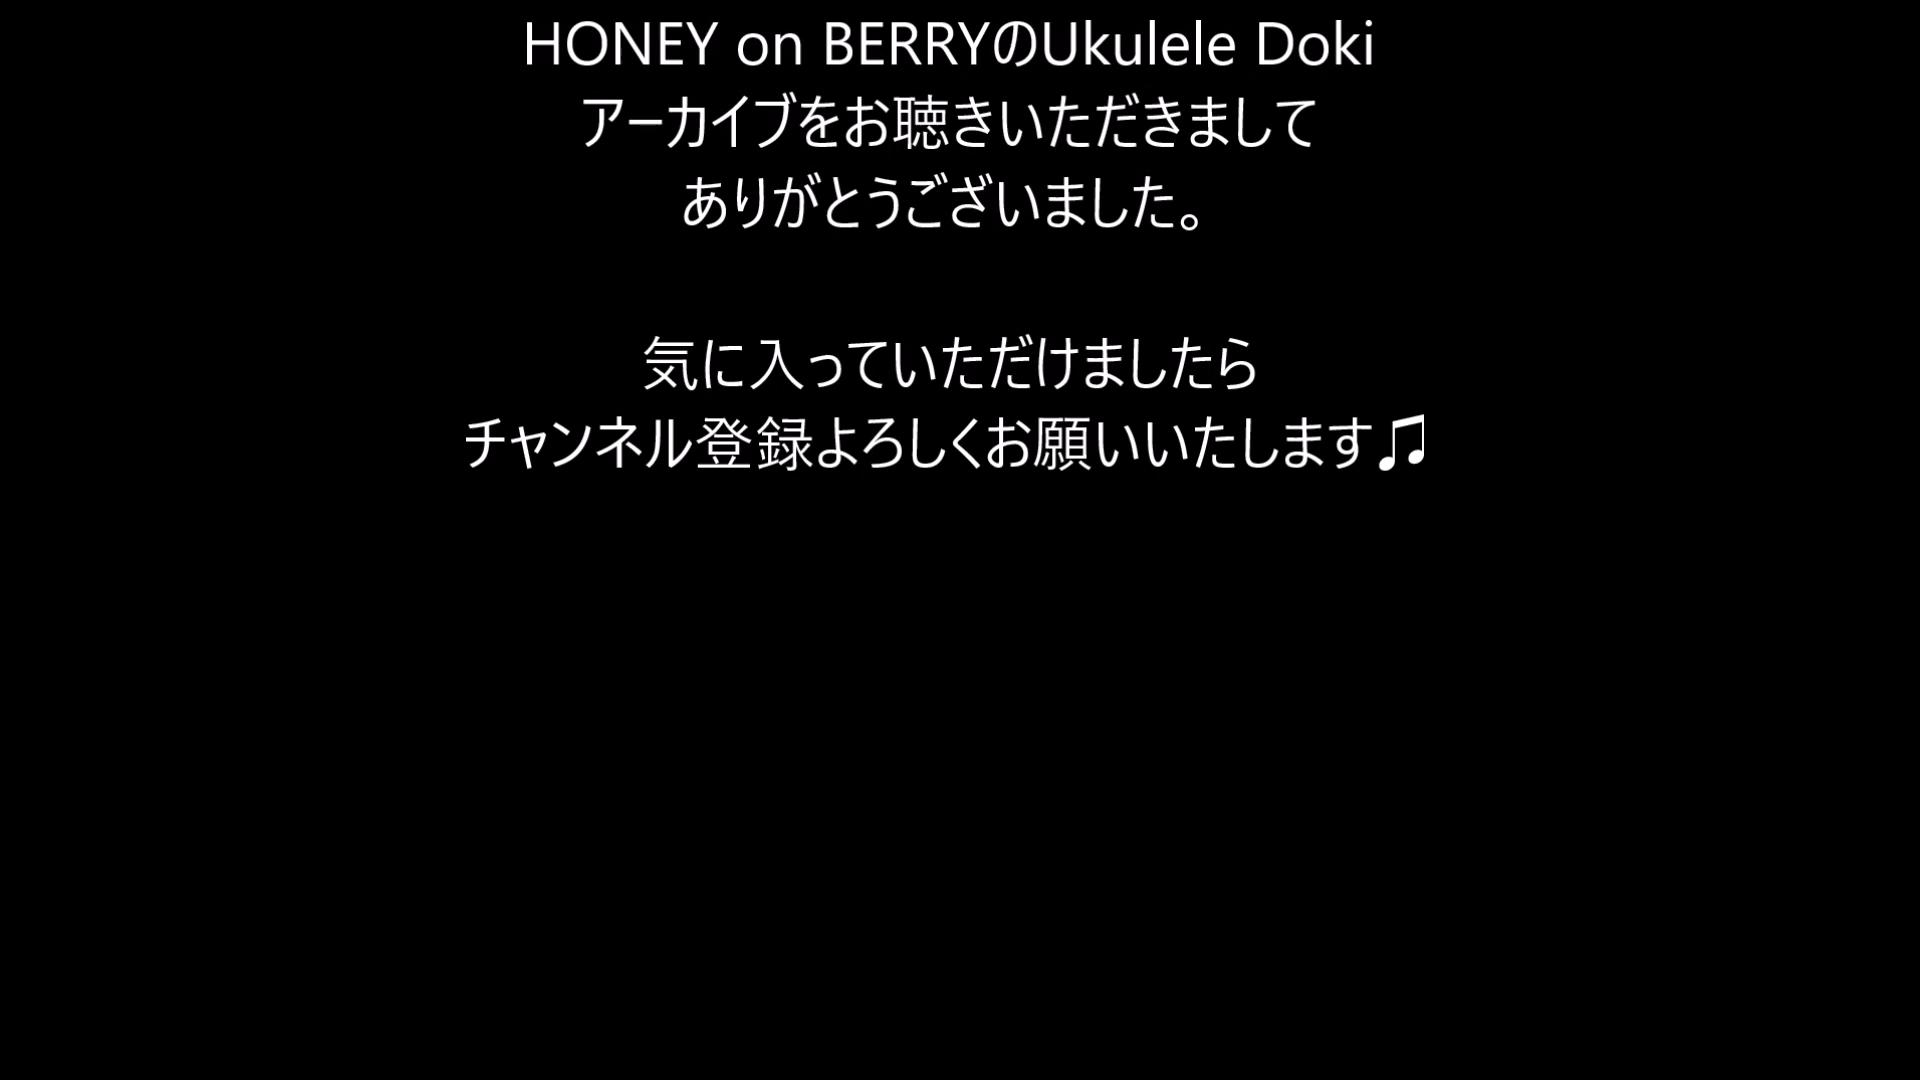 HONEY on BERRYのUkulele Doki
アーカイブをお聴きいただきまして
ありがとうございました。
気に入っていただけましたら
チャンネル登録よろしくお願いいたします♫